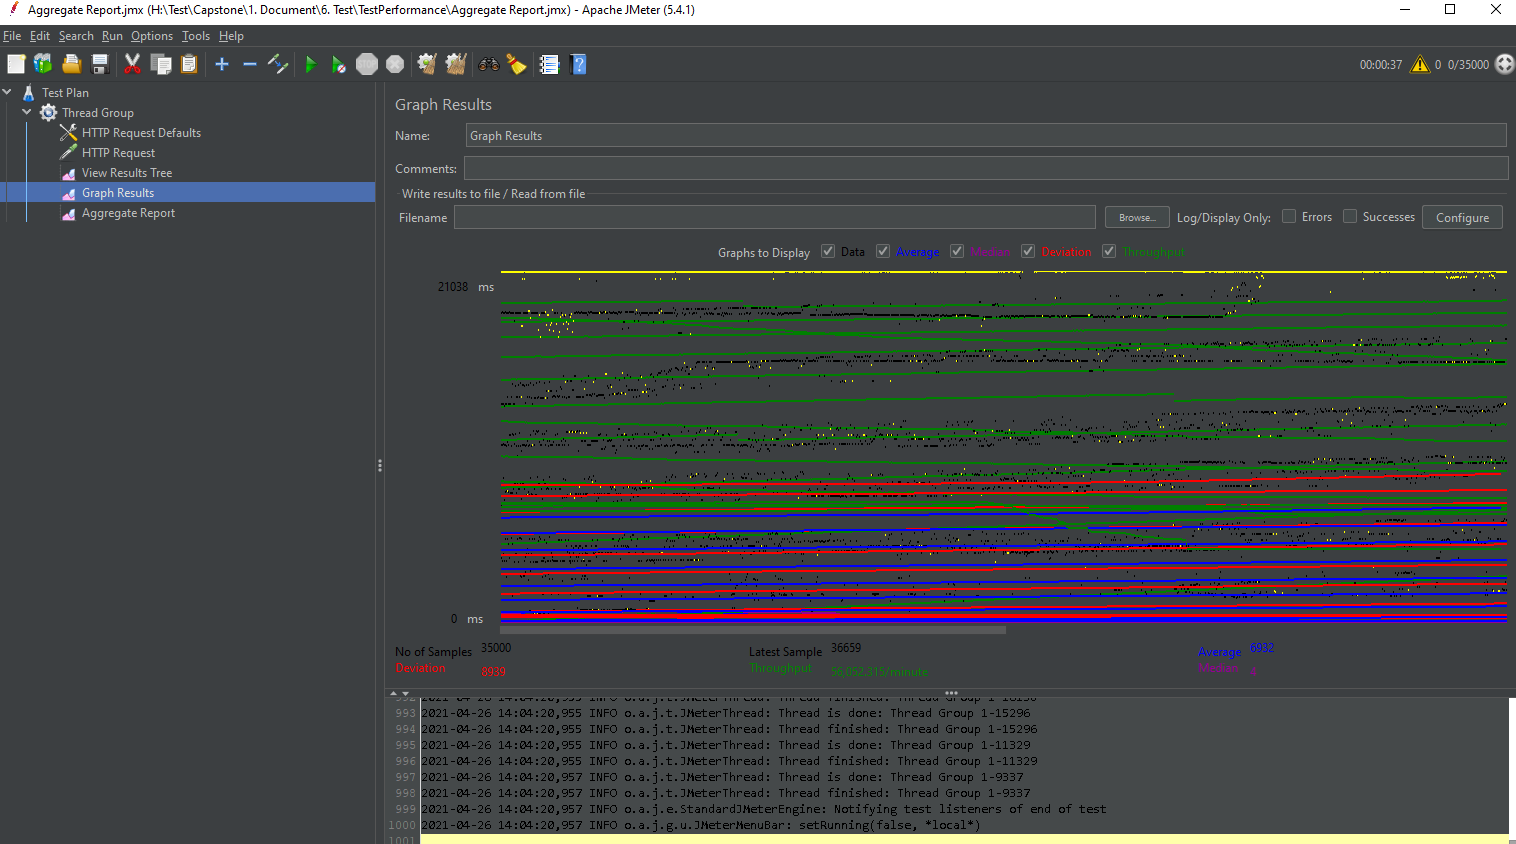 Aggregate Report.jmx (H:\Test\Capstone\1. Document\6. Test\TestPerformance\Aggregate Report.jmx) - Apache JMeter (5.4.1)
File Edit Search Run Options Tools Help
00:00:37 0 0/35000
Test Plan
Thread Group
HTTP Request Defaults
HTTP Request
View Results Tree
Graph Results
Aggregate Report
Graph Results
Name: Graph Results
Comments:
Write results to file / Read from file
Filename Browse... Log/Display Only: Errors Successes Configure
Graphs to Display Data Average Median Deviation Throughput
21038 ms
0 ms
No of Samples 35000 Latest Sample 36659 Average 6932
Deviation 8939 Throughput 56,052.315/minute Median
993 2021-04-26 14:04:20,955 INFO o.a.j.t.JMeterThread: Thread is done: Thread Group 1-15296
994 2021-04-26 14:04:20,955 INFO o.a.j.t.JMeterThread: Thread finished: Thread Group 1-15296
995 2021-04-26 14:04:20,955 INFO o.a.j.t.JMeterThread: Thread is done: Thread Group 1-11329
996 2021-04-26 14:04:20,955 INFO o.a.j.t.JMeterThread: Thread finished: Thread Group 1-11329
997 2021-04-26 14:04:20,957 INFO o.a.j.t.JMeterThread: Thread is done: Thread Group 1-9337
998 2021-04-26 14:04:20,957 INFO o.a.j.t.JMeterThread: Thread finished: Thread Group 1-9337
999 2021-04-26 14:04:20,957 INFO o.a.j.e.StandardJMeterEngine: Notifying test listeners of end of test
1000 2021-04-26 14:04:20,957 INFO o.a.j.g.u.JMeterMenuBar: setRunning(false, *local*)
1001